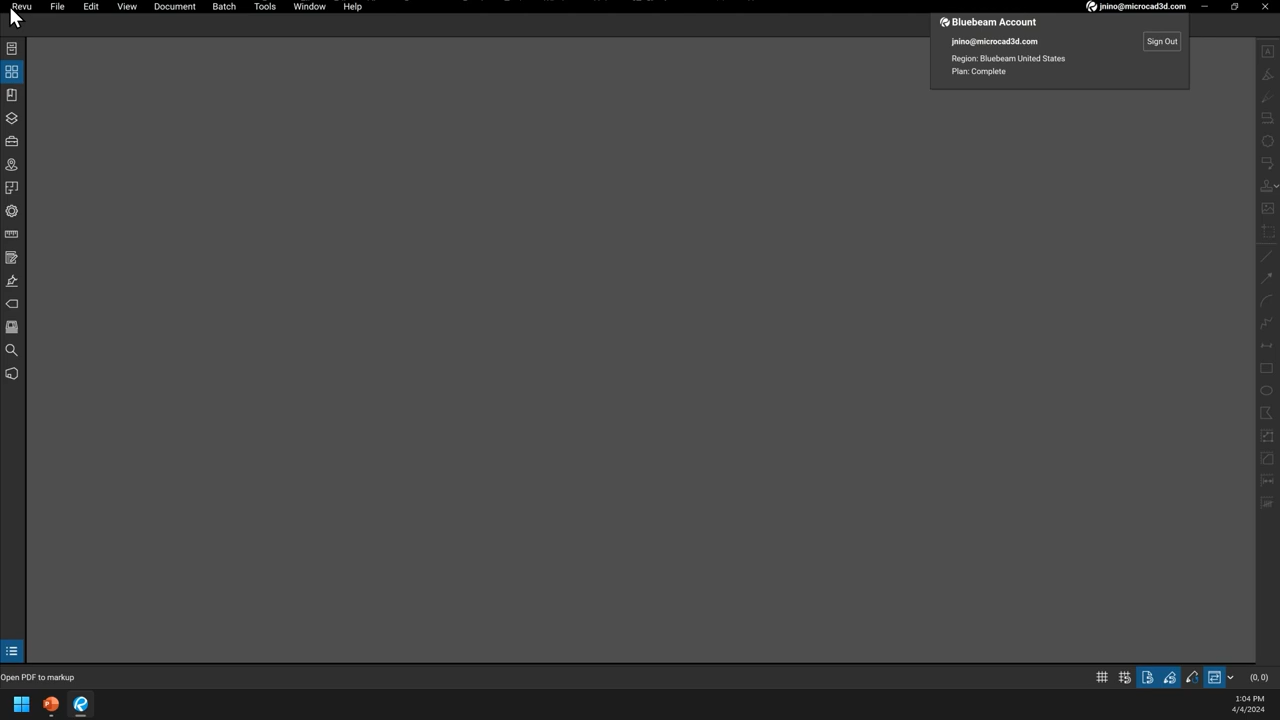 Revu File Edit View Document Batch Tools Window Help jnino@microcad3d.com
Bluebeam Account
jnino@microcad3d.com Sign Out
Region: Bluebeam United States
Plan: Complete
Open PDF to markup (0, 0)
1:04 PM
4/4/2024